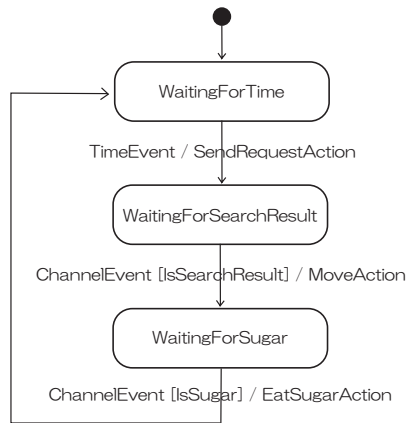 WaitingForTime
TimeEvent / SendRequestAction
WaitingForSearchResult
ChannelEvent [IsSearchResult] / MoveAction
WaitingForSugar
ChannelEvent [IsSugar] / EatSugarAction